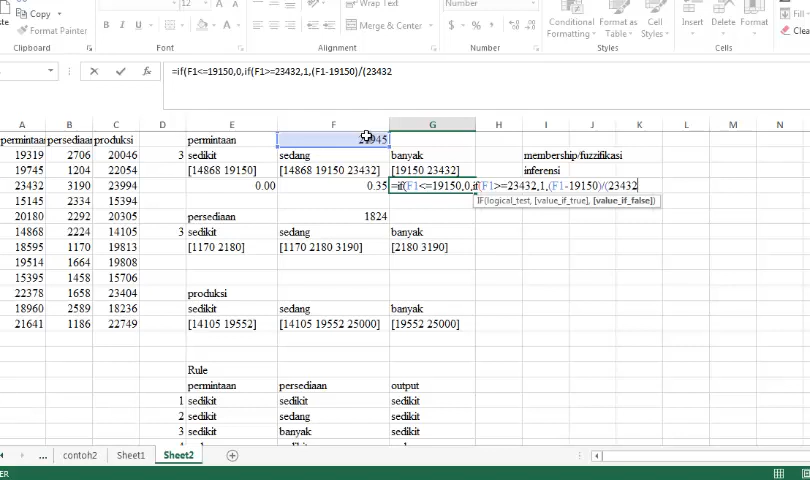 Copy
Format Painter
Clipboard
B I U
Font
12
A A
Wrap Text
Merge & Center
Alignment
Number
$ % ,
Number
Conditional Formatting
Format as Table
Cell Styles
Styles
Insert Delete Format
Cells
Fill
Clea
fx =if(F1<=19150,0,if(F1>=23432,1,(F1-19150)/(23432
A B C D E F G H I J K L M N
permintaan persediaan produksi permintaan
19319 2706 20046 3 sedikit sedang banyak membership/fuzzifikasi
19745 1204 22054 [14868 19150] [14868 19150 23432] [19150 23432] inferensi
23432 3190 23994 0.00 0.35 =if(F1<=19150,0,if(F1>=23432,1,(F1-19150)/(23432
15145 2334 15394 IF(logical_test, [value_if_true], [value_if_false])
20180 2292 20305 persediaan 1824
14868 2224 14105 3 sedikit sedang banyak
18595 1170 19813 [1170 2180] [1170 2180 3190] [2180 3190]
19514 1664 19808
15395 1458 15706
22378 1658 23404 produksi
18960 2589 18236 sedikit sedang banyak
21641 1186 22749 [14105 19552] [14105 19552 25000] [19552 25000]
Rule
permintaan persediaan output
1 sedikit sedikit sedikit
2 sedikit sedang sedikit
3 sedikit banyak sedikit
... contoh2 Sheet1 Sheet2
ER